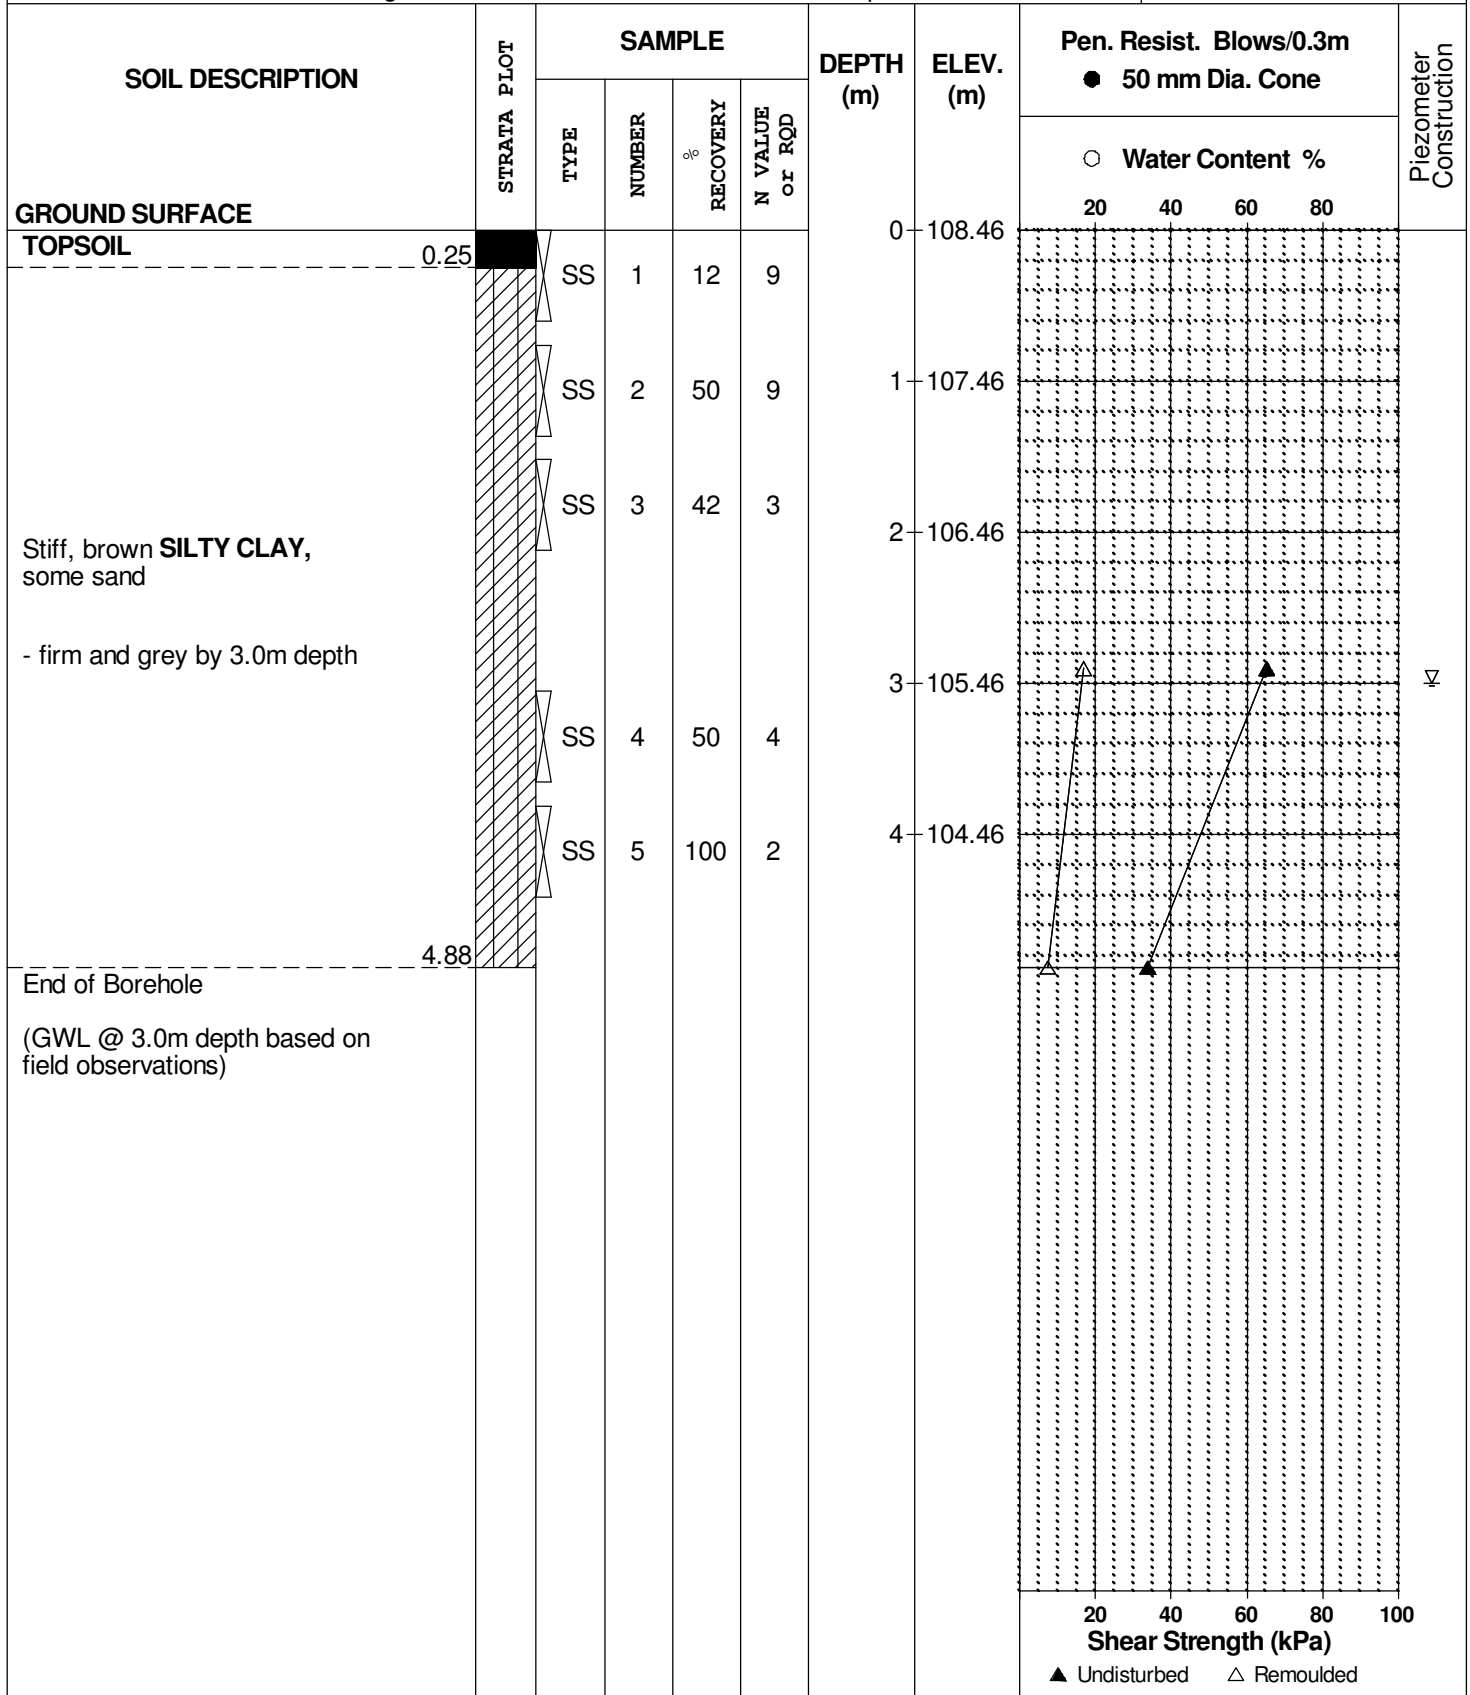 SOIL DESCRIPTION
STRATA PLOT
SAMPLE
TYPE
NUMBER
%
RECOVERY
N VALUE
or RQD
DEPTH
(m)
ELEV.
(m)
Pen. Resist. Blows/0.3m
● 50 mm Dia. Cone
○ Water Content %
Piezometer
Construction
20 40 60 80
GROUND SURFACE
0 108.46
TOPSOIL 0.25
SS 1 12 9
SS 2 50 9
1 107.46
SS 3 42 3
2 106.46
Stiff, brown SILTY CLAY,
some sand
- firm and grey by 3.0m depth
3 105.46
SS 4 50 4
4 104.46
SS 5 100 2
4.88
End of Borehole
(GWL @ 3.0m depth based on
field observations)
20 40 60 80 100
Shear Strength (kPa)
▲ Undisturbed △ Remoulded